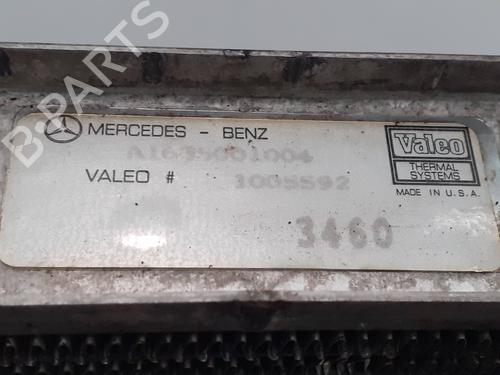 MERCEDES - BENZ
A1635001004
VALEO # 1005592
3460
Valeo
THERMAL
SYSTEMS
MADE IN U.S.A.
B-PARTS